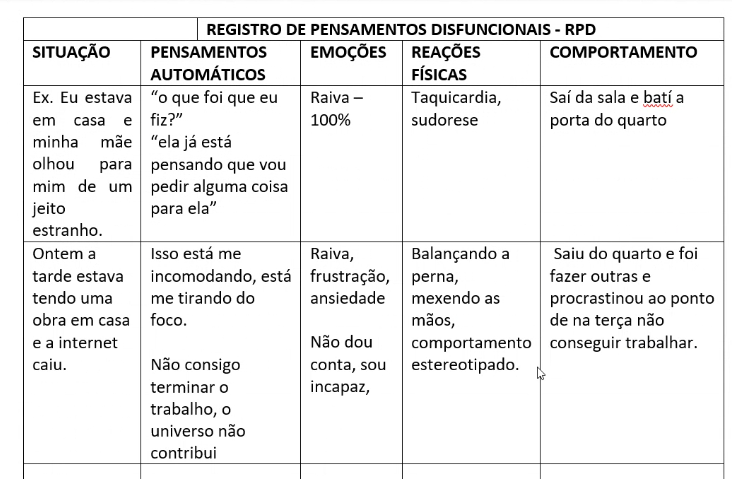 REGISTRO DE PENSAMENTOS DISFUNCIONAIS - RPD
SITUAÇÃO
PENSAMENTOS
AUTOMÁTICOS
EMOÇÕES
REAÇÕES
FÍSICAS
COMPORTAMENTO
Ex. Eu estava
em casa e
minha mãe
olhou para
mim de um
jeito
estranho.
“o que foi que eu
fiz?”
“ela já está
pensando que vou
pedir alguma coisa
para ela”
Raiva –
100%
Taquicardia,
sudorese
Saí da sala e batí a
porta do quarto
Ontem a
tarde estava
tendo uma
obra em casa
e a internet
caiu.
Isso está me
incomodando, está
me tirando do
foco.
Não consigo
terminar o
trabalho, o
universo não
contribui
Raiva,
frustração,
ansiedade
Não dou
conta, sou
incapaz,
Balançando a
perna,
mexendo as
mãos,
comportamento
estereotipado.
Saiu do quarto e foi
fazer outras e
procrastinou ao ponto
de na terça não
conseguir trabalhar.